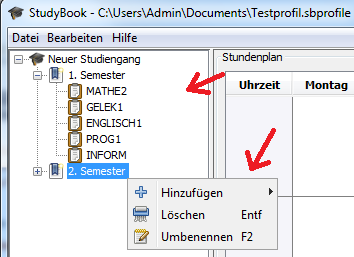 StudyBook - C:\Users\Admin\Documents\Testprofil.sbprofile
Datei Bearbeiten Hilfe
Neuer Studiengang
1. Semester
MATHE2
GELEK1
ENGLISCH1
PROG1
INFORM
2. Semester
Stundenplan
Uhrzeit Montag
Hinzufügen
Löschen Entf
Umbenennen F2